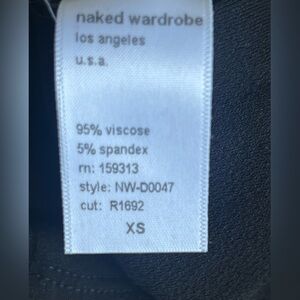 naked wardrobe
los angeles
u.s.a.
95% viscose
5% spandex
rn: 159313
style: NW-D0047
cut: R1692
XS